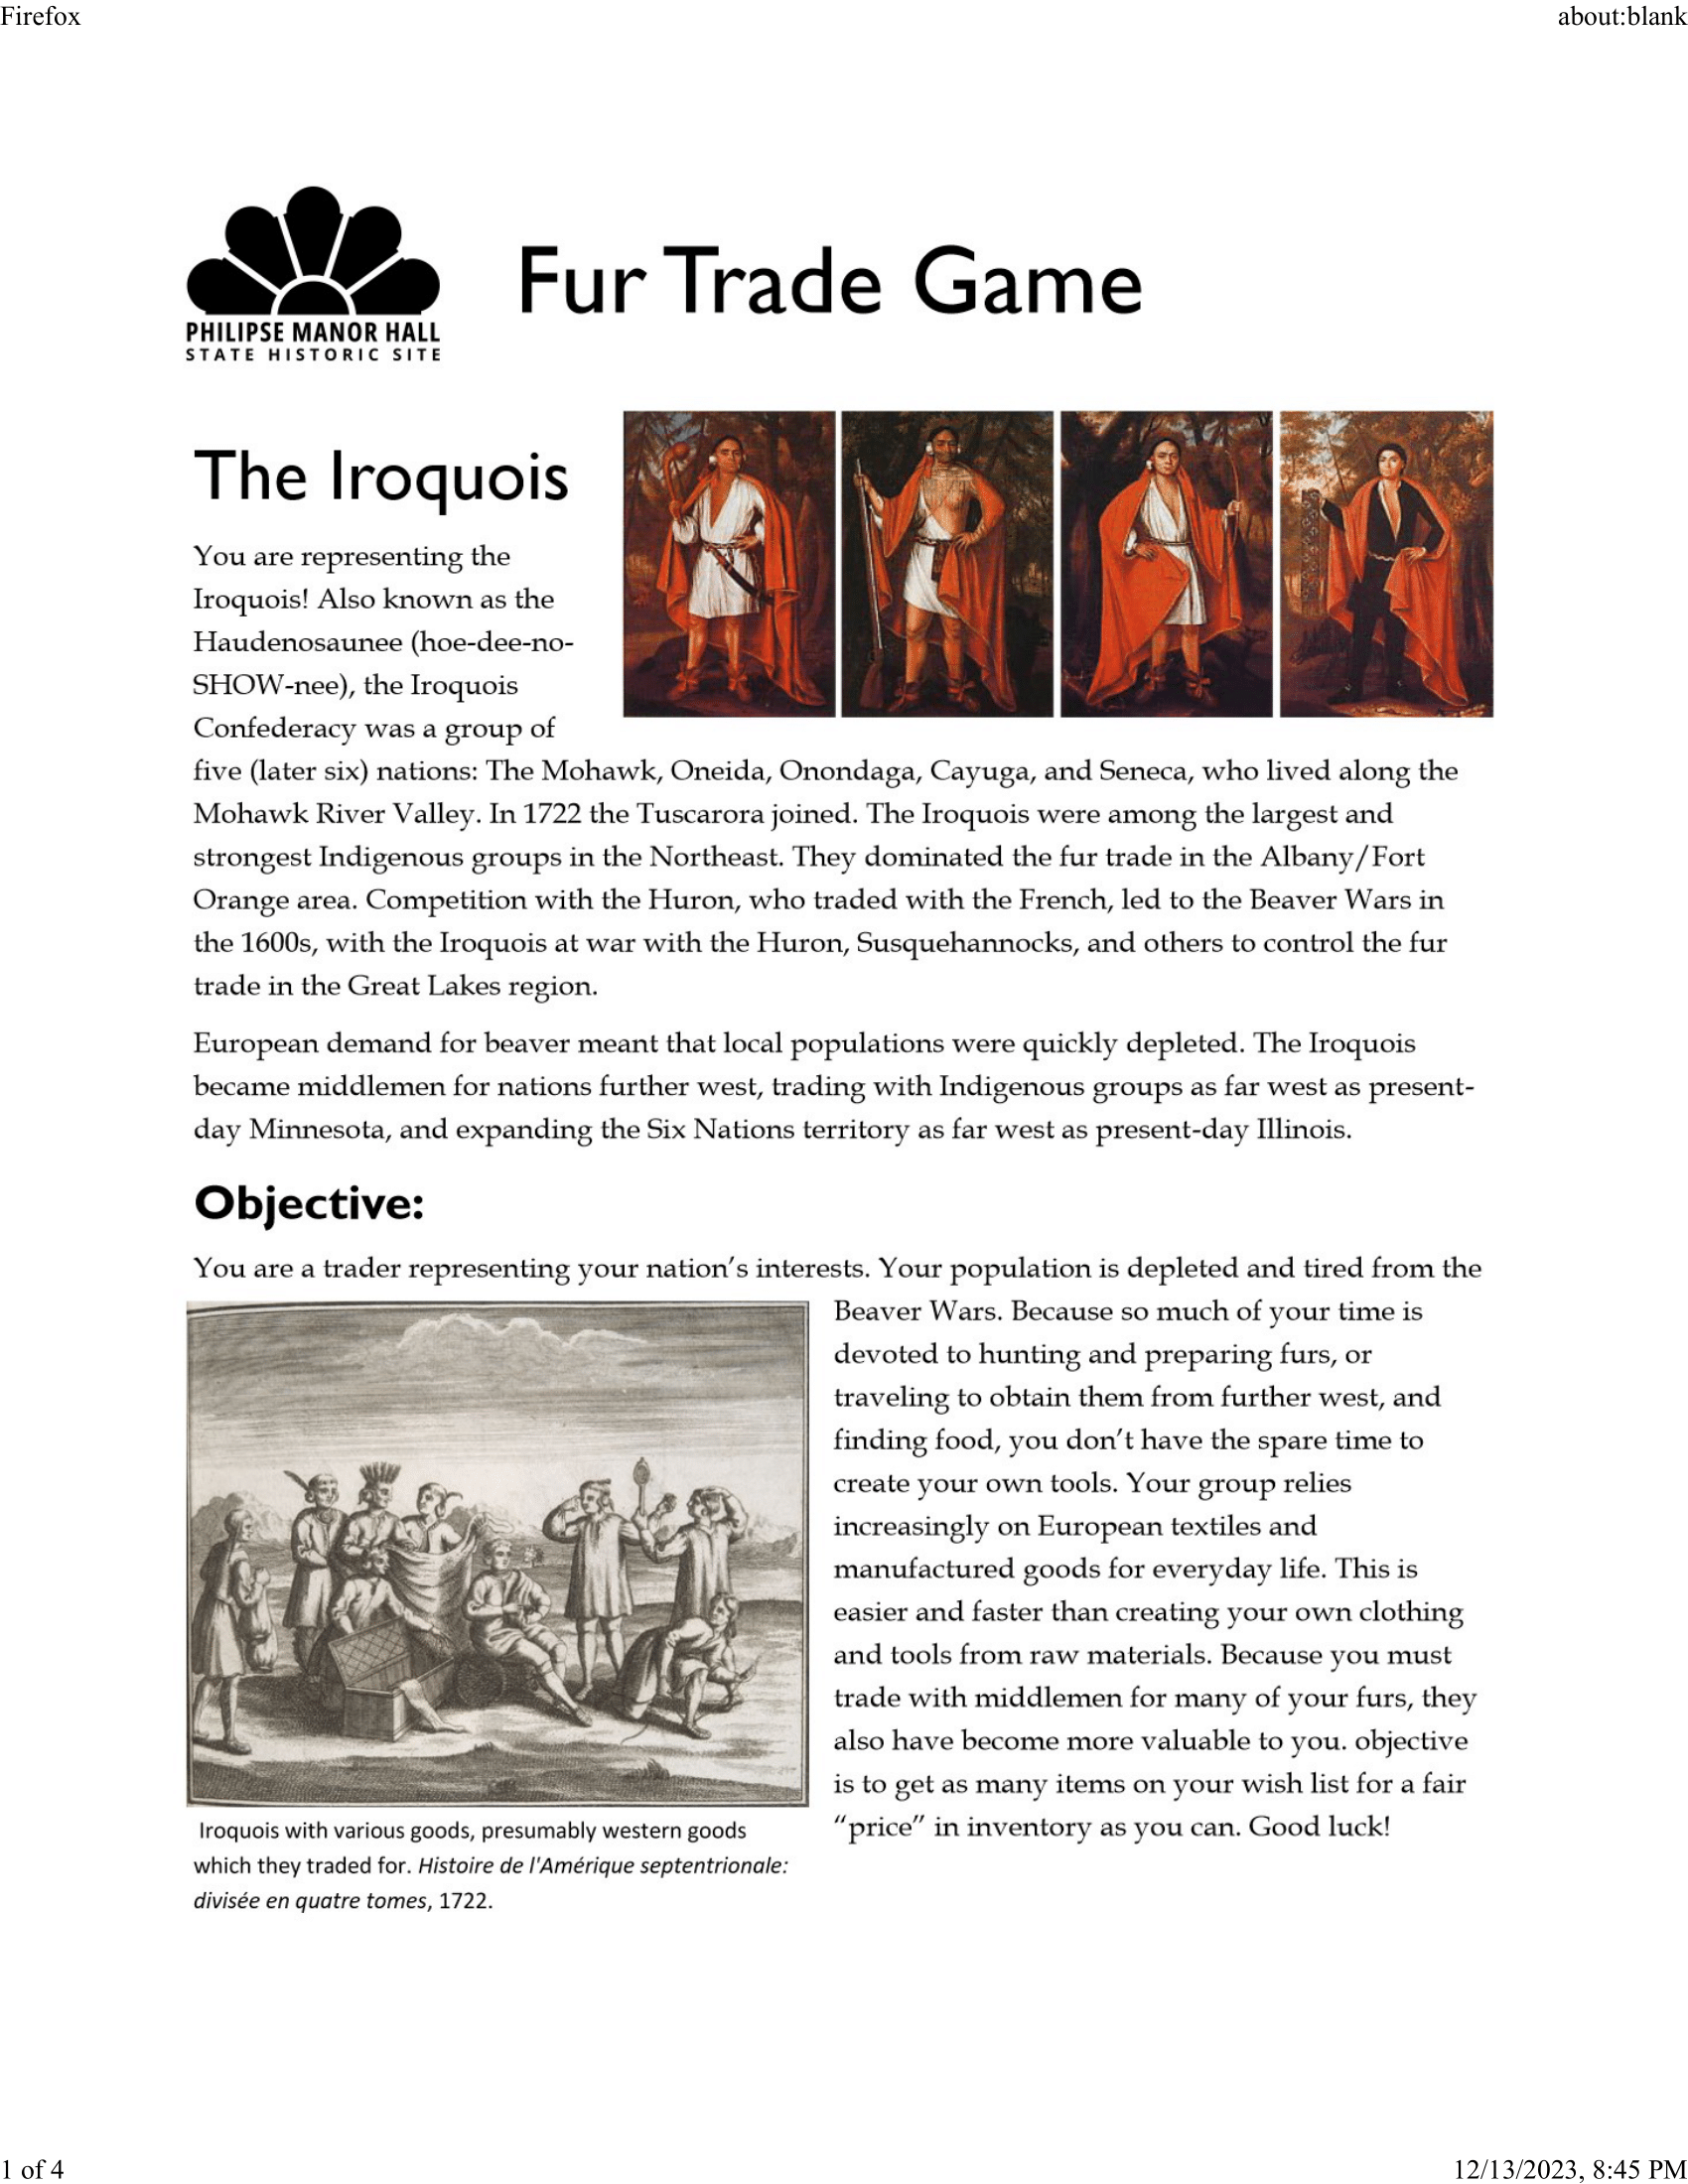 Firefox
about:blank
PHILIPSE MANOR HALL
STATE HISTORIC SITE
Fur Trade Game
The Iroquois
You are representing the
Iroquois! Also known as the
Haudenosaunee (hoe-dee-no-
SHOW-nee), the Iroquois
Confederacy was a group of
five (later six) nations: The Mohawk, Oneida, Onondaga, Cayuga, and Seneca, who lived along the
Mohawk River Valley. In 1722 the Tuscarora joined. The Iroquois were among the largest and
strongest Indigenous groups in the Northeast. They dominated the fur trade in the Albany/Fort
Orange area. Competition with the Huron, who traded with the French, led to the Beaver Wars in
the 1600s, with the Iroquois at war with the Huron, Susquehannocks, and others to control the fur
trade in the Great Lakes region.
European demand for beaver meant that local populations were quickly depleted. The Iroquois
became middlemen for nations further west, trading with Indigenous groups as far west as present-
day Minnesota, and expanding the Six Nations territory as far west as present-day Illinois.
Objective:
You are a trader representing your nation’s interests. Your population is depleted and tired from the
Beaver Wars. Because so much of your time is
devoted to hunting and preparing furs, or
traveling to obtain them from further west, and
finding food, you don’t have the spare time to
create your own tools. Your group relies
increasingly on European textiles and
manufactured goods for everyday life. This is
easier and faster than creating your own clothing
and tools from raw materials. Because you must
trade with middlemen for many of your furs, they
also have become more valuable to you. objective
is to get as many items on your wish list for a fair
“price” in inventory as you can. Good luck!
Iroquois with various goods, presumably western goods
which they traded for. Histoire de l'Amérique septentrionale:
divisée en quatre tomes, 1722.
1 of 4
12/13/2023, 8:45 PM